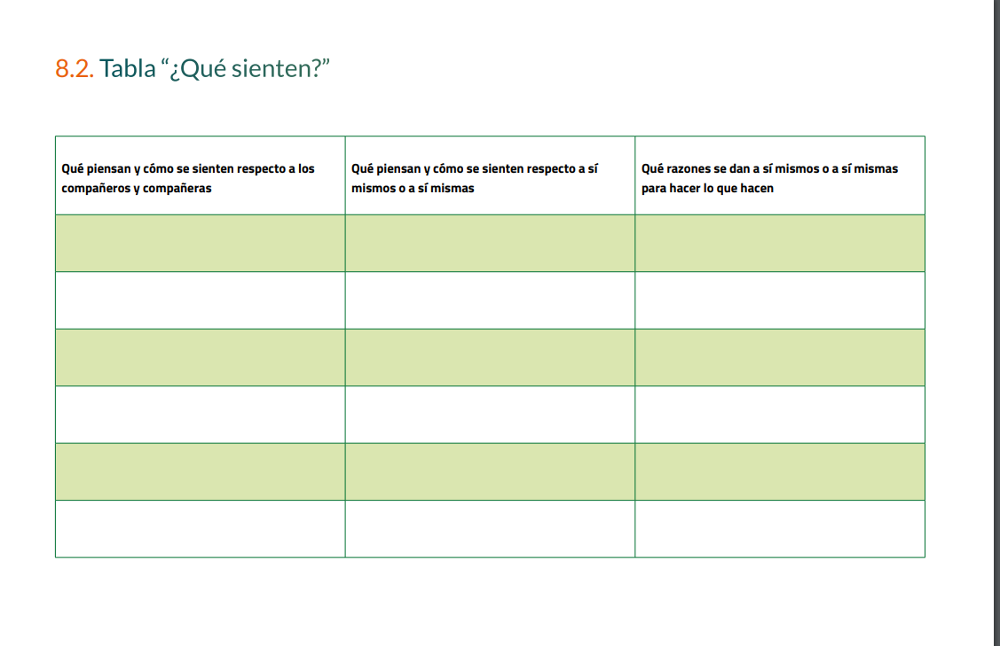 8.2. Tabla “¿Qué sienten?”
Qué piensan y cómo se sienten respecto a los
compañeros y compañeras
Qué piensan y cómo se sienten respecto a sí
mismos o a sí mismas
Qué razones se dan a sí mismos o a sí mismas
para hacer lo que hacen